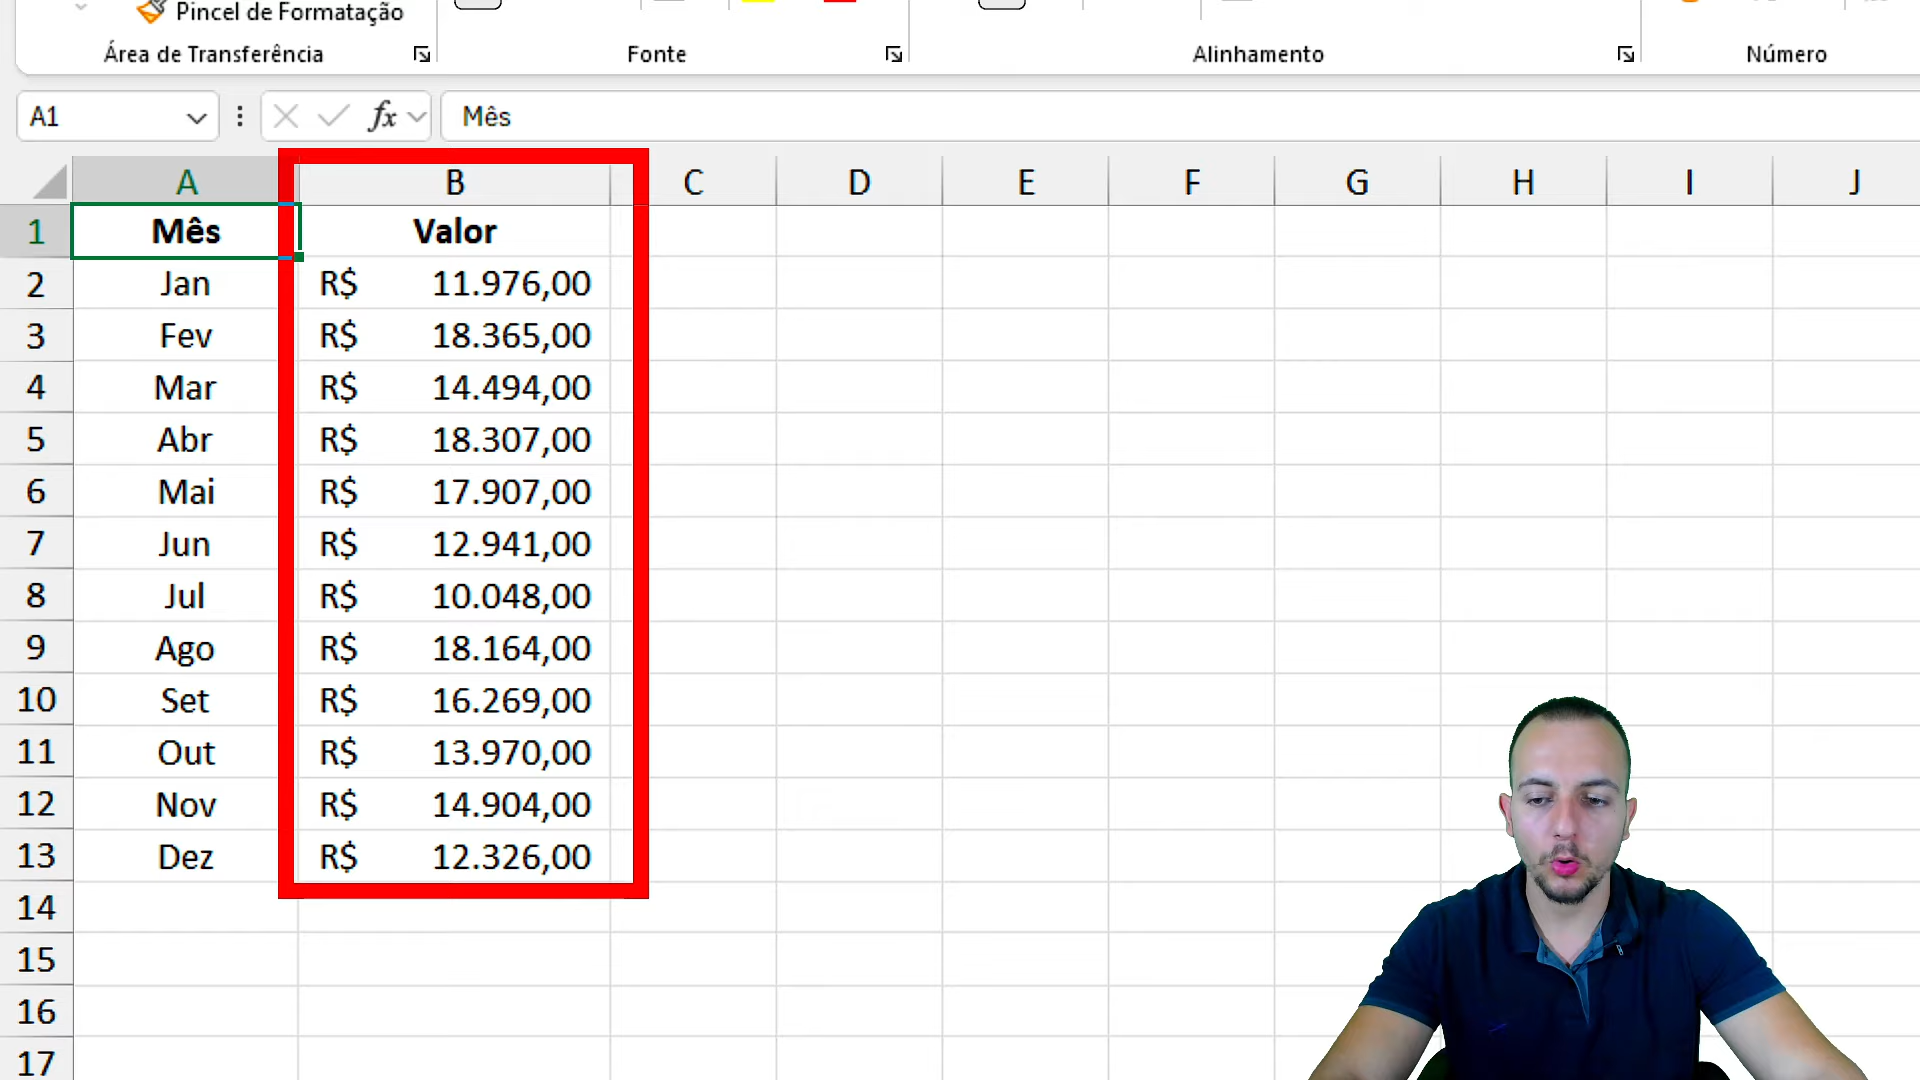 Pincel de Formatação
Área de Transferência Fonte Alinhamento Número
A1 fx Mês
A B C D E F G H I J
1 Mês Valor
2 Jan R$ 11.976,00
3 Fev R$ 18.365,00
4 Mar R$ 14.494,00
5 Abr R$ 18.307,00
6 Mai R$ 17.907,00
7 Jun R$ 12.941,00
8 Jul R$ 10.048,00
9 Ago R$ 18.164,00
10 Set R$ 16.269,00
11 Out R$ 13.970,00
12 Nov R$ 14.904,00
13 Dez R$ 12.326,00
14
15
16
17